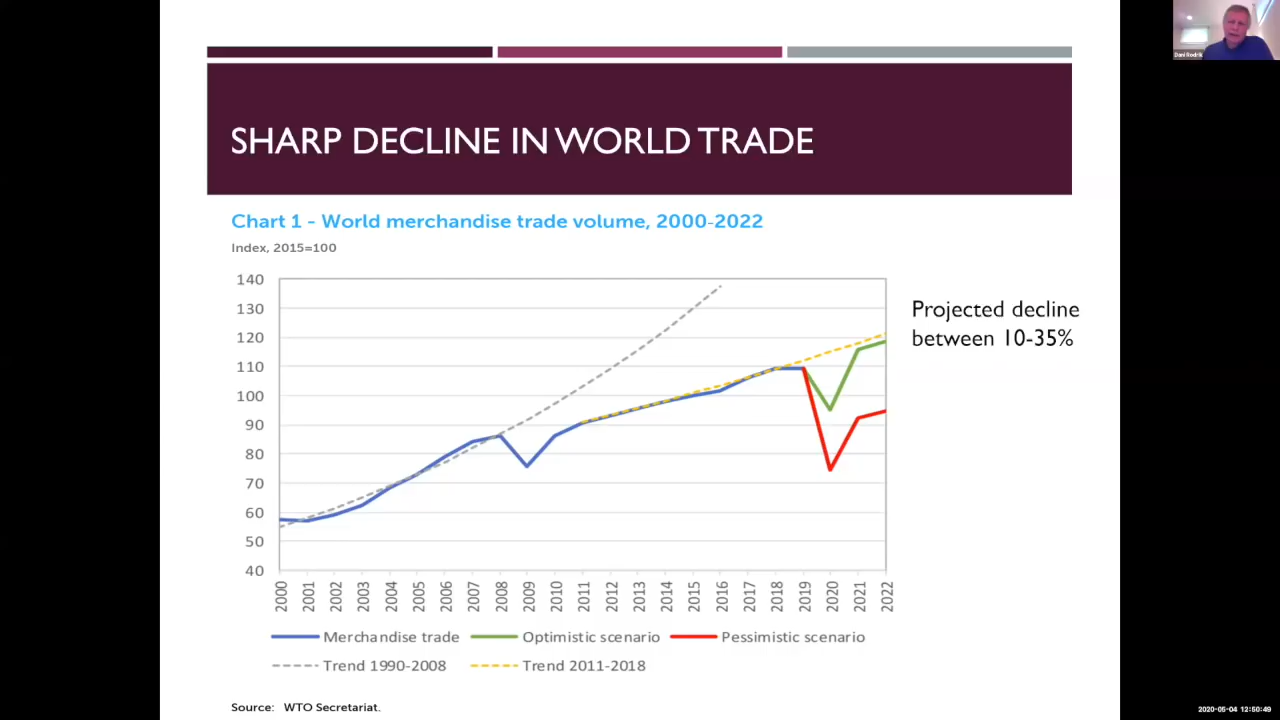 Dani Rodrik
SHARP DECLINE IN WORLD TRADE
Chart 1 - World merchandise trade volume, 2000-2022
Index, 2015=100
140
130
120
110
100
90
80
70
60
50
40
Projected decline
between 10-35%
2000 2001 2002 2003 2004 2005 2006 2007 2008 2009 2010 2011 2012 2013 2014 2015 2016 2017 2018 2019 2020 2021 2022
Merchandise trade Optimistic scenario Pessimistic scenario
Trend 1990-2008 Trend 2011-2018
Source: WTO Secretariat.
2020-05-04 12:50:49